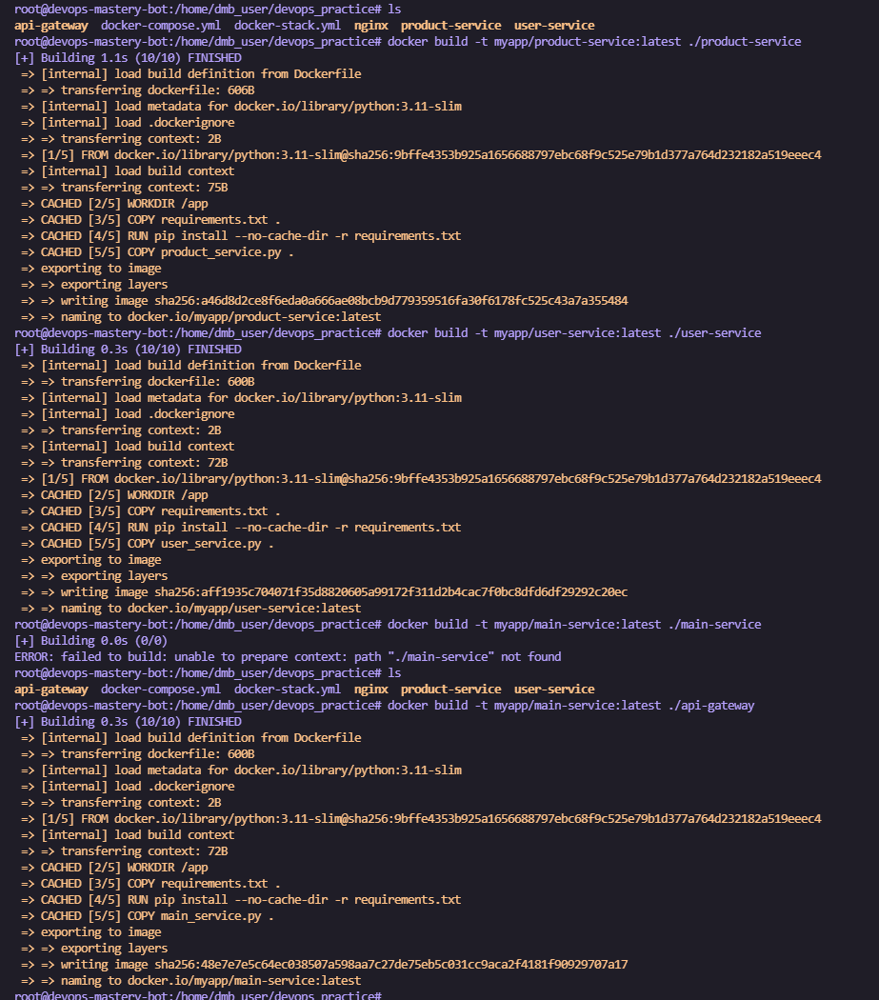 root@devops-mastery-bot:/home/dmb_user/devops_practice# ls
api-gateway  docker-compose.yml  docker-stack.yml  nginx  product-service  user-service
root@devops-mastery-bot:/home/dmb_user/devops_practice# docker build -t myapp/product-service:latest ./product-service
[+] Building 1.1s (10/10) FINISHED
 => [internal] load build definition from Dockerfile
 => => transferring dockerfile: 606B
 => [internal] load metadata for docker.io/library/python:3.11-slim
 => [internal] load .dockerignore
 => => transferring context: 2B
 => [1/5] FROM docker.io/library/python:3.11-slim@sha256:9bffe4353b925a1656688797ebc68f9c525e79b1d377a764d232182a519eeec4
 => [internal] load build context
 => => transferring context: 75B
 => CACHED [2/5] WORKDIR /app
 => CACHED [3/5] COPY requirements.txt .
 => CACHED [4/5] RUN pip install --no-cache-dir -r requirements.txt
 => CACHED [5/5] COPY product_service.py .
 => exporting to image
 => => exporting layers
 => => writing image sha256:a46d8d2ce8f6eda0a666ae08bcb9d779359516fa30f6178fc525c43a7a355484
 => => naming to docker.io/myapp/product-service:latest
root@devops-mastery-bot:/home/dmb_user/devops_practice# docker build -t myapp/user-service:latest ./user-service
[+] Building 0.3s (10/10) FINISHED
 => [internal] load build definition from Dockerfile
 => => transferring dockerfile: 600B
 => [internal] load metadata for docker.io/library/python:3.11-slim
 => [internal] load .dockerignore
 => => transferring context: 2B
 => [internal] load build context
 => => transferring context: 72B
 => [1/5] FROM docker.io/library/python:3.11-slim@sha256:9bffe4353b925a1656688797ebc68f9c525e79b1d377a764d232182a519eeec4
 => CACHED [2/5] WORKDIR /app
 => CACHED [3/5] COPY requirements.txt .
 => CACHED [4/5] RUN pip install --no-cache-dir -r requirements.txt
 => CACHED [5/5] COPY user_service.py .
 => exporting to image
 => => exporting layers
 => => writing image sha256:aff1935c704071f35d8820605a99172f311d2b4cac7f0bc8dfd6df29292c20ec
 => => naming to docker.io/myapp/user-service:latest
root@devops-mastery-bot:/home/dmb_user/devops_practice# docker build -t myapp/main-service:latest ./main-service
[+] Building 0.0s (0/0)
ERROR: failed to build: unable to prepare context: path "./main-service" not found
root@devops-mastery-bot:/home/dmb_user/devops_practice# ls
api-gateway  docker-compose.yml  docker-stack.yml  nginx  product-service  user-service
root@devops-mastery-bot:/home/dmb_user/devops_practice# docker build -t myapp/main-service:latest ./api-gateway
[+] Building 0.3s (10/10) FINISHED
 => [internal] load build definition from Dockerfile
 => => transferring dockerfile: 600B
 => [internal] load metadata for docker.io/library/python:3.11-slim
 => [internal] load .dockerignore
 => => transferring context: 2B
 => [1/5] FROM docker.io/library/python:3.11-slim@sha256:9bffe4353b925a1656688797ebc68f9c525e79b1d377a764d232182a519eeec4
 => [internal] load build context
 => => transferring context: 72B
 => CACHED [2/5] WORKDIR /app
 => CACHED [3/5] COPY requirements.txt .
 => CACHED [4/5] RUN pip install --no-cache-dir -r requirements.txt
 => CACHED [5/5] COPY main_service.py .
 => exporting to image
 => => exporting layers
 => => writing image sha256:48e7e7e5c64ec038507a598aa7c27de75eb5c031cc9aca2f4181f90929707a17
 => => naming to docker.io/myapp/main-service:latest
root@devops-mastery-bot:/home/dmb_user/devops_practice#